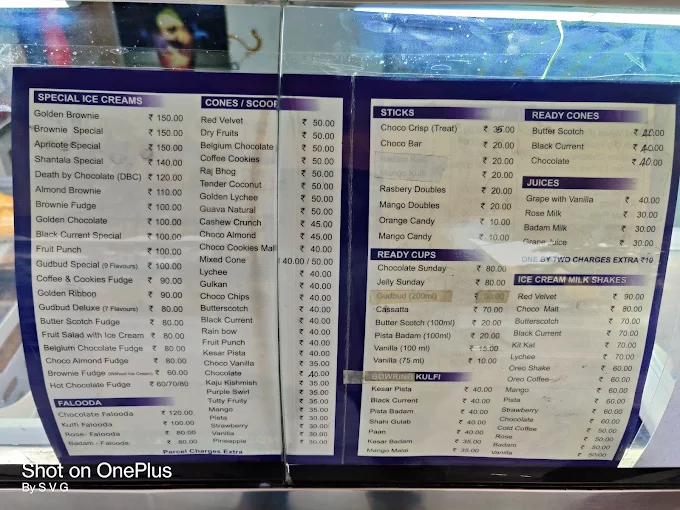 SPECIAL ICE CREAMS
Golden Brownie ₹ 150.00
Brownie Special ₹ 150.00
Apricote Special ₹ 150.00
Shantala Special ₹ 140.00
Death by Chocolate (DBC) ₹ 120.00
Almond Brownie ₹ 110.00
Brownie Fudge ₹ 100.00
Golden Chocolate ₹ 100.00
Black Current Special ₹ 100.00
Fruit Punch ₹ 100.00
Gudbud Special (9 Flavours) ₹ 100.00
Coffee & Cookies Fudge ₹ 90.00
Golden Ribbon ₹ 90.00
Gudbud Deluxe (7 Flavours) ₹ 80.00
Butter Scotch Fudge ₹ 80.00
Fruit Salad with Ice Cream ₹ 80.00
Belgium Chocolate Fudge ₹ 80.00
Choco Almond Fudge ₹ 80.00
Brownie Fudge (Without Ice Cream) ₹ 60.00
Hot Chocolate Fudge ₹ 60/70/80
FALOODA
Chocolate Falooda ₹ 120.00
Kulfi Falooda ₹ 100.00
Rose- Falooda ₹ 80.00
Badam - Falooda ₹ 80.00
CONES / SCOOP
Red Velvet ₹ 50.00
Dry Fruits ₹ 50.00
Belgium Chocolate ₹ 50.00
Coffee Cookies ₹ 50.00
Raj Bhog ₹ 50.00
Tender Coconut ₹ 50.00
Golden Lychee ₹ 50.00
Guava Natural ₹ 50.00
Cashew Crunch ₹ 45.00
Choco Almond ₹ 45.00
Choco Cookies Mall ₹ 45.00
Mixed Cone 40.00 / 50
Lychee ₹ 40.00
Gulkan ₹ 40.00
Choco Chips ₹ 40.00
Butterscotch ₹ 40.00
Black Current ₹ 40.00
Rain bow ₹ 40.00
Fruit Punch ₹ 40.00
Kesar Pista ₹ 40.00
Choco Vanilla ₹ 35.00
Chocolate ₹ 40.00
Kaju Kishmish ₹ 35.00
Purple Swirl ₹ 35.00
Tutty Fruity ₹ 35.00
Mango ₹ 35.00
Pista ₹ 30.00
Strawberry ₹ 30.00
Vanilla ₹ 30.00
Pineapple ₹ 30.00
Parcel Charges Extra
STICKS
Choco Crisp (Treat) ₹ 35.00
Choco Bar ₹ 20.00
₹ 20.00
₹ 20.00
Rasbery Doubles ₹ 20.00
Mango Doubles ₹ 20.00
Orange Candy ₹ 10.00
Mango Candy ₹ 10.00
READY CUPS
Chocolate Sunday ₹ 80.00
Jelly Sunday ₹ 80.00
Gudbud (200ml)
Cassatta ₹ 70.00
Butter Scotch (100ml) ₹ 20.00
Pista Badam (100ml) ₹ 20.00
Vanilla (100 ml) ₹ 15.00
Vanilla (75 ml) ₹ 10.00
BOWRING KULFI
Kesar Pista ₹ 40.00
Black Current ₹ 40.00
Pista Badam ₹ 40.00
Shahi Gulab ₹ 40.00
Paan ₹ 40.00
Kesar Badam ₹ 35.00
Mango Malai ₹ 35.00
READY CONES
Butter Scotch ₹ 40.00
Black Current ₹ 40.00
Chocolate ₹ 40.00
JUICES
Grape with Vanilla ₹ 40.00
Rose Milk ₹ 30.00
Badam Milk ₹ 30.00
Grape Juice ₹ 30.00
ONE BY TWO CHARGES EXTRA ₹10
ICE CREAM MILK SHAKES
Red Velvet ₹ 90.00
Choco Malt ₹ 80.00
Butterscotch ₹ 70.00
Black Current ₹ 70.00
Kit Kat ₹ 70.00
Lychee ₹ 70.00
Oreo Shake ₹ 60.00
Oreo Coffee ₹ 60.00
Mango ₹ 60.00
Pista ₹ 60.00
Strawberry ₹ 60.00
Chocolate ₹ 60.00
Cold Coffee ₹ 50.00
Rose ₹ 50.00
Badam ₹ 50.00
Vanilla ₹ 50.00
Shot on OnePlus
By S V G